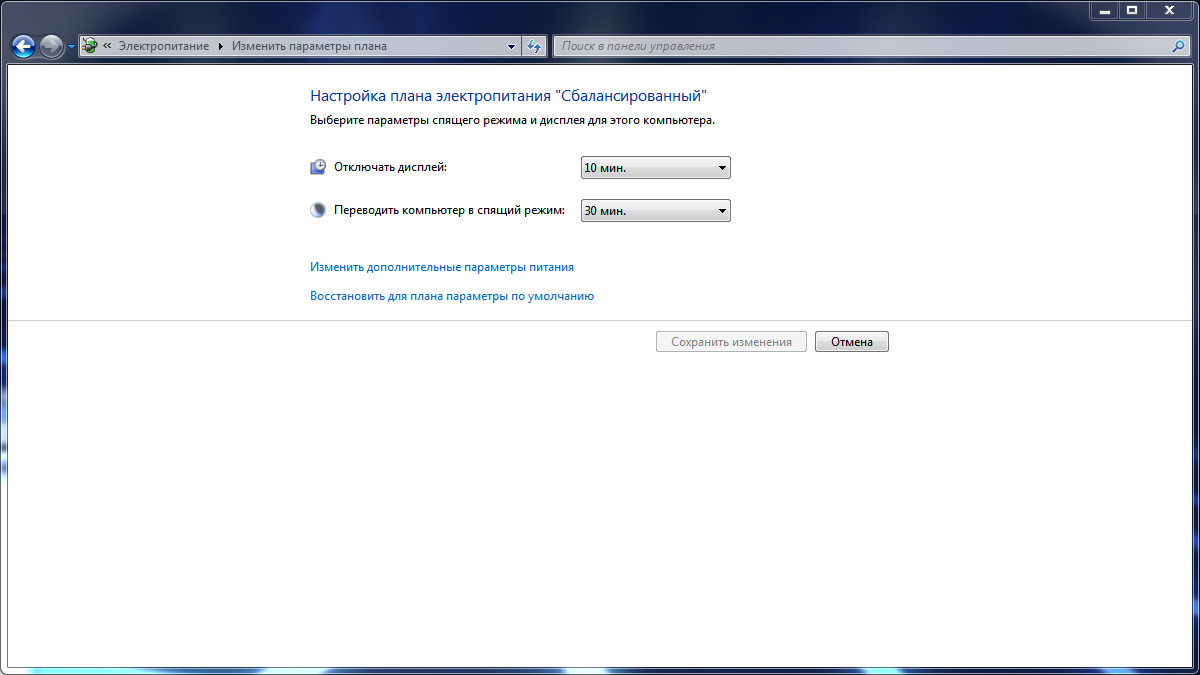 « Электропитание ▸ Изменить параметры плана
Поиск в панели управления
Настройка плана электропитания "Сбалансированный"
Выберите параметры спящего режима и дисплея для этого компьютера.
Отключать дисплей: 10 мин.
Переводить компьютер в спящий режим: 30 мин.
Изменить дополнительные параметры питания
Восстановить для плана параметры по умолчанию
Сохранить изменения Отмена